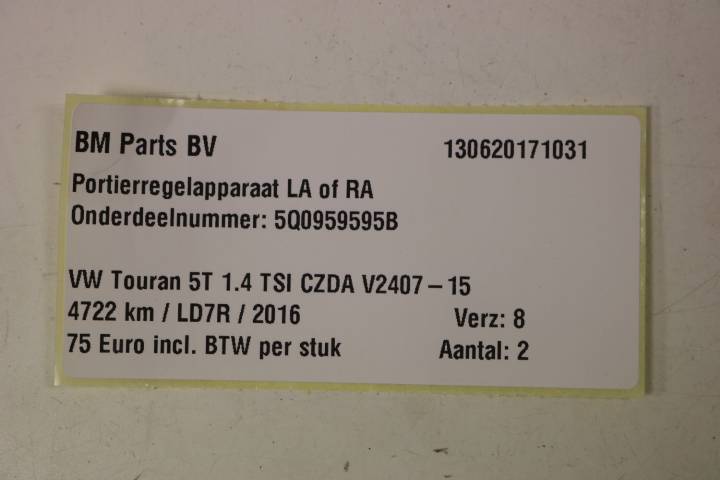 BM Parts BV 130620171031
Portierregelapparaat LA of RA
Onderdeelnummer: 5Q0959595B
VW Touran 5T 1.4 TSI CZDA V2407-15
4722 km / LD7R / 2016 Verz: 8
75 Euro incl. BTW per stuk Aantal: 2